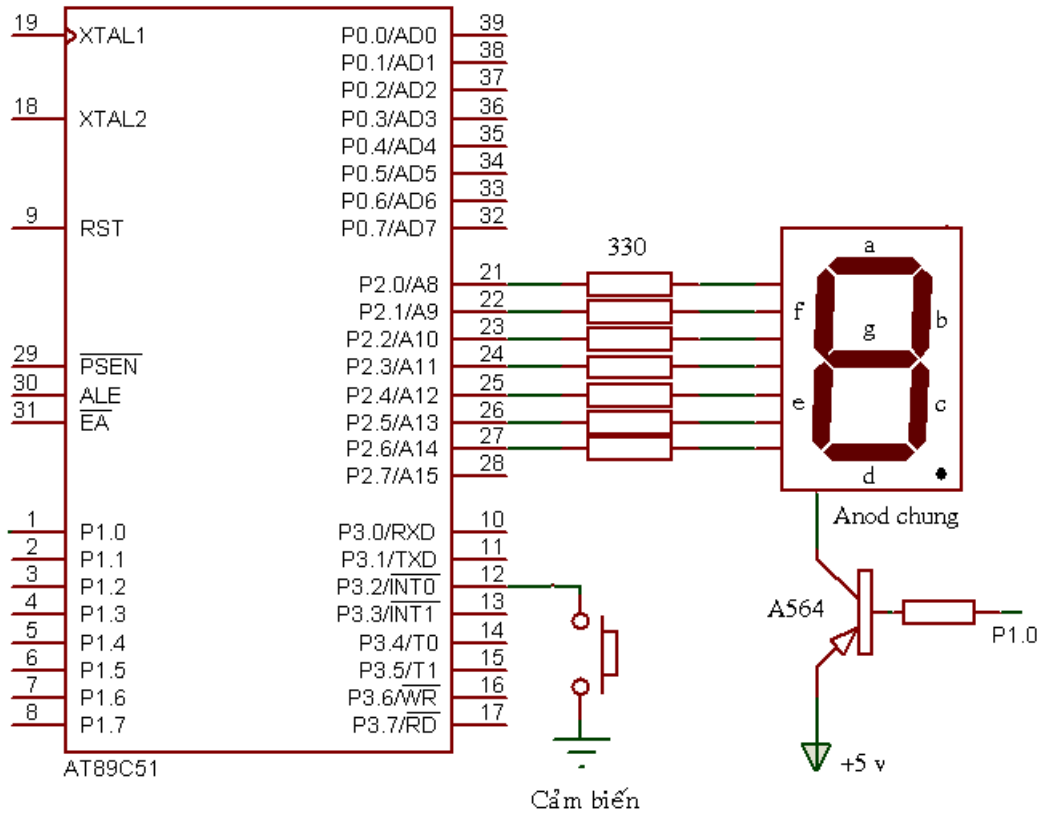 19
XTAL1
18
XTAL2
9
RST
29
PSEN
30
ALE
31
EA
1
P1.0
2
P1.1
3
P1.2
4
P1.3
5
P1.4
6
P1.5
7
P1.6
8
P1.7
P0.0/AD0
39
P0.1/AD1
38
P0.2/AD2
37
P0.3/AD3
36
P0.4/AD4
35
P0.5/AD5
34
P0.6/AD6
33
P0.7/AD7
32
P2.0/A8
21
P2.1/A9
22
P2.2/A10
23
P2.3/A11
24
P2.4/A12
25
P2.5/A13
26
P2.6/A14
27
P2.7/A15
28
P3.0/RXD
10
P3.1/TXD
11
P3.2/INT0
12
P3.3/INT1
13
P3.4/T0
14
P3.5/T1
15
P3.6/WR
16
P3.7/RD
17
AT89C51
330
a
f
b
g
e
c
d
Anod chung
A564
P1.0
+5 v
Cảm biến